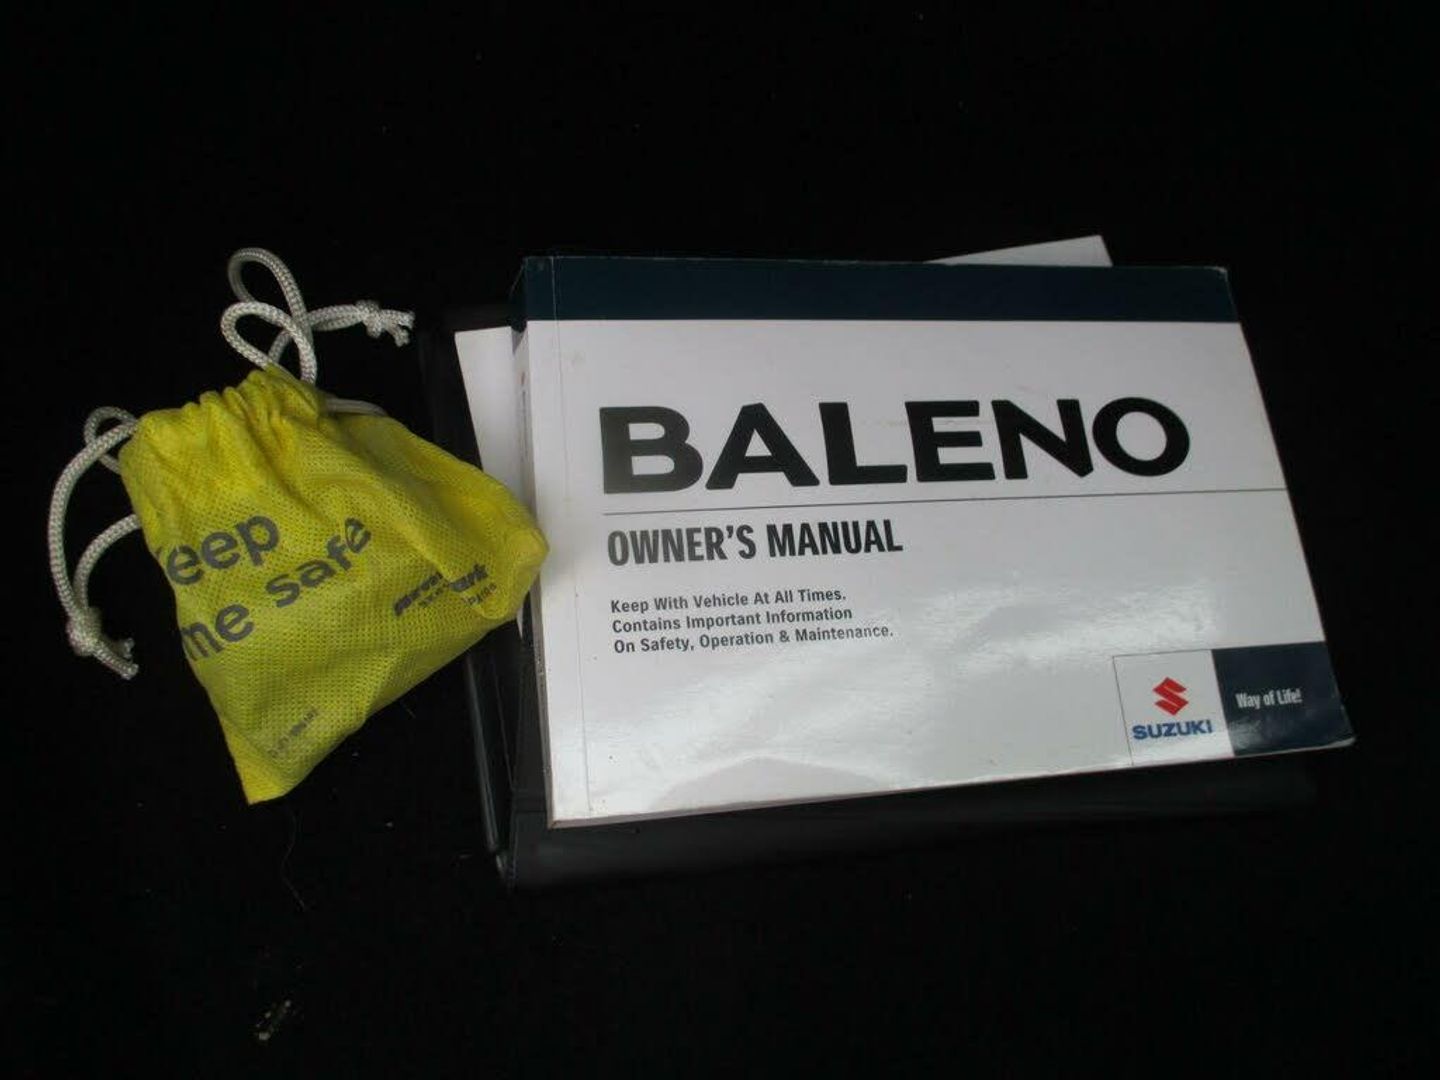 BALENO
OWNER'S MANUAL
Keep With Vehicle At All Times.
Contains Important Information
On Safety, Operation & Maintenance.
SUZUKI
Way of Life!
keep
me safe